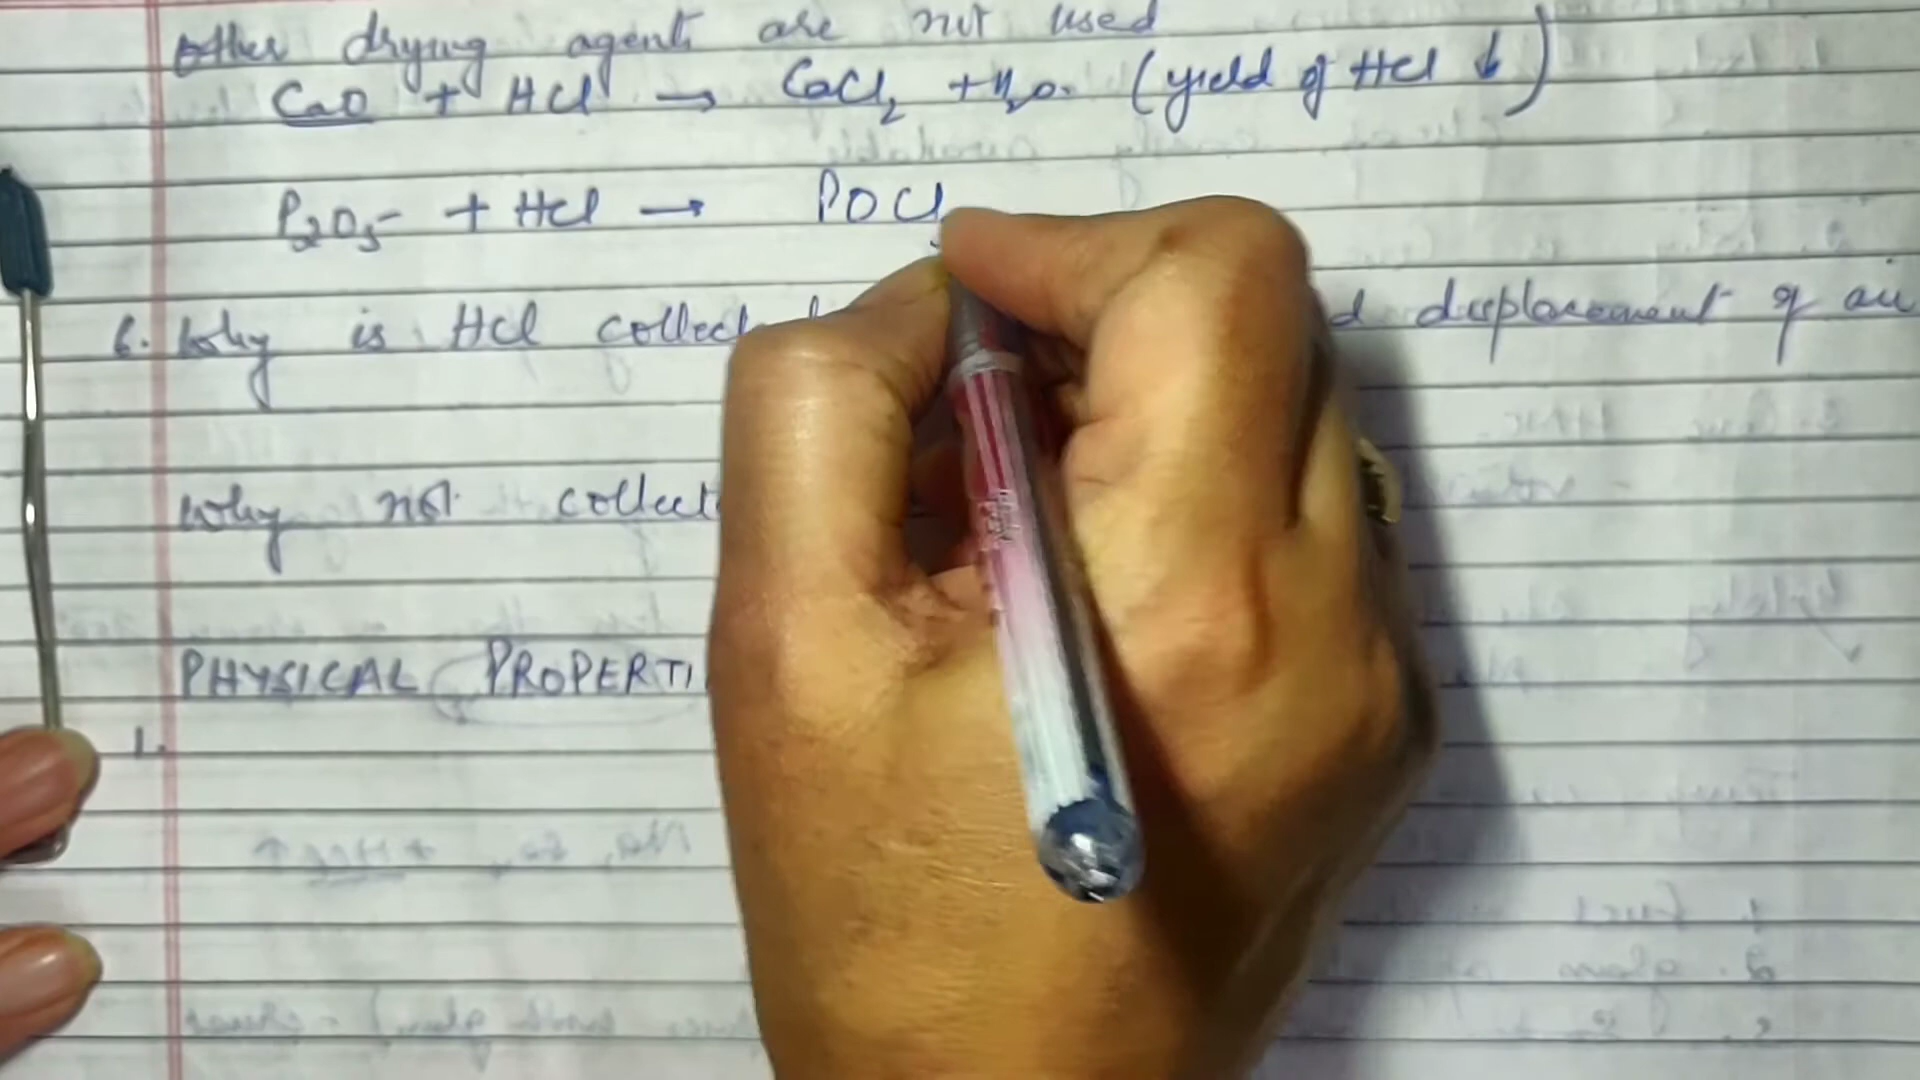 Other drying agents are not used
CaO + HCl → CaCl₂ + H₂O. (yield of HCl ↓)
P₂O₅ + HCl → POCl
6. Why is HCl collect d displacement of air
Why not collect
PHYSICAL PROPERTI
1.